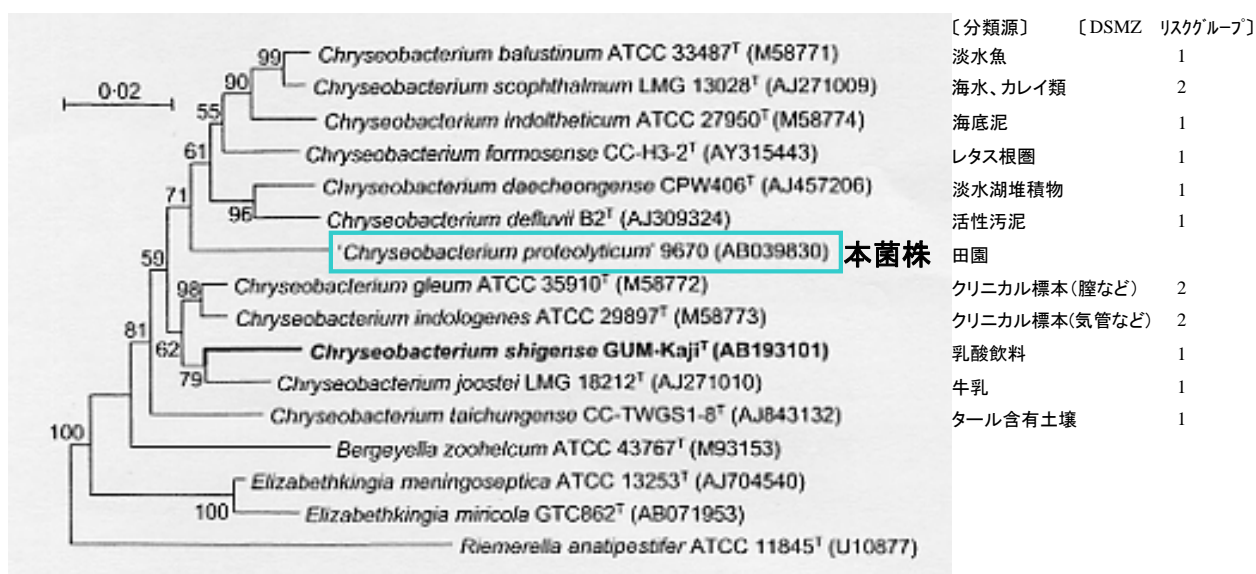 〔分類源〕 〔DSMZ リスクグループ〕
99 Chryseobacterium balustinum ATCC 33487ᵀ (M58771) 淡水魚 1
0·02 90 Chryseobacterium scophthalmum LMG 13028ᵀ (AJ271009) 海水、カレイ類 2
55 Chryseobacterium indoltheticum ATCC 27950ᵀ (M58774) 海底泥 1
61 Chryseobacterium formosense CC-H3-2ᵀ (AY315443) レタス根圏 1
71 Chryseobacterium daecheongense CPW406ᵀ (AJ457206) 淡水湖堆積物 1
96 Chryseobacterium defluvii B2ᵀ (AJ309324) 活性汚泥 1
'Chryseobacterium proteolyticum' 9670 (AB039830) 本菌株 田園
59 98 Chryseobacterium gleum ATCC 35910ᵀ (M58772) クリニカル標本(膣など) 2
Chryseobacterium indologenes ATCC 29897ᵀ (M58773) クリニカル標本(気管など) 2
81 62 Chryseobacterium shigense GUM-Kajiᵀ (AB193101) 乳酸飲料 1
79 Chryseobacterium joostei LMG 18212ᵀ (AJ271010) 牛乳 1
Chryseobacterium taichungense CC-TWGS1-8ᵀ (AJ843132) タール含有土壌 1
100 Bergeyella zoohelcum ATCC 43767ᵀ (M93153)
Elizabethkingia meningoseptica ATCC 13253ᵀ (AJ704540)
100 Elizabethkingia miricola GTC862ᵀ (AB071953)
Riemerella anatipestifer ATCC 11845ᵀ (U10877)